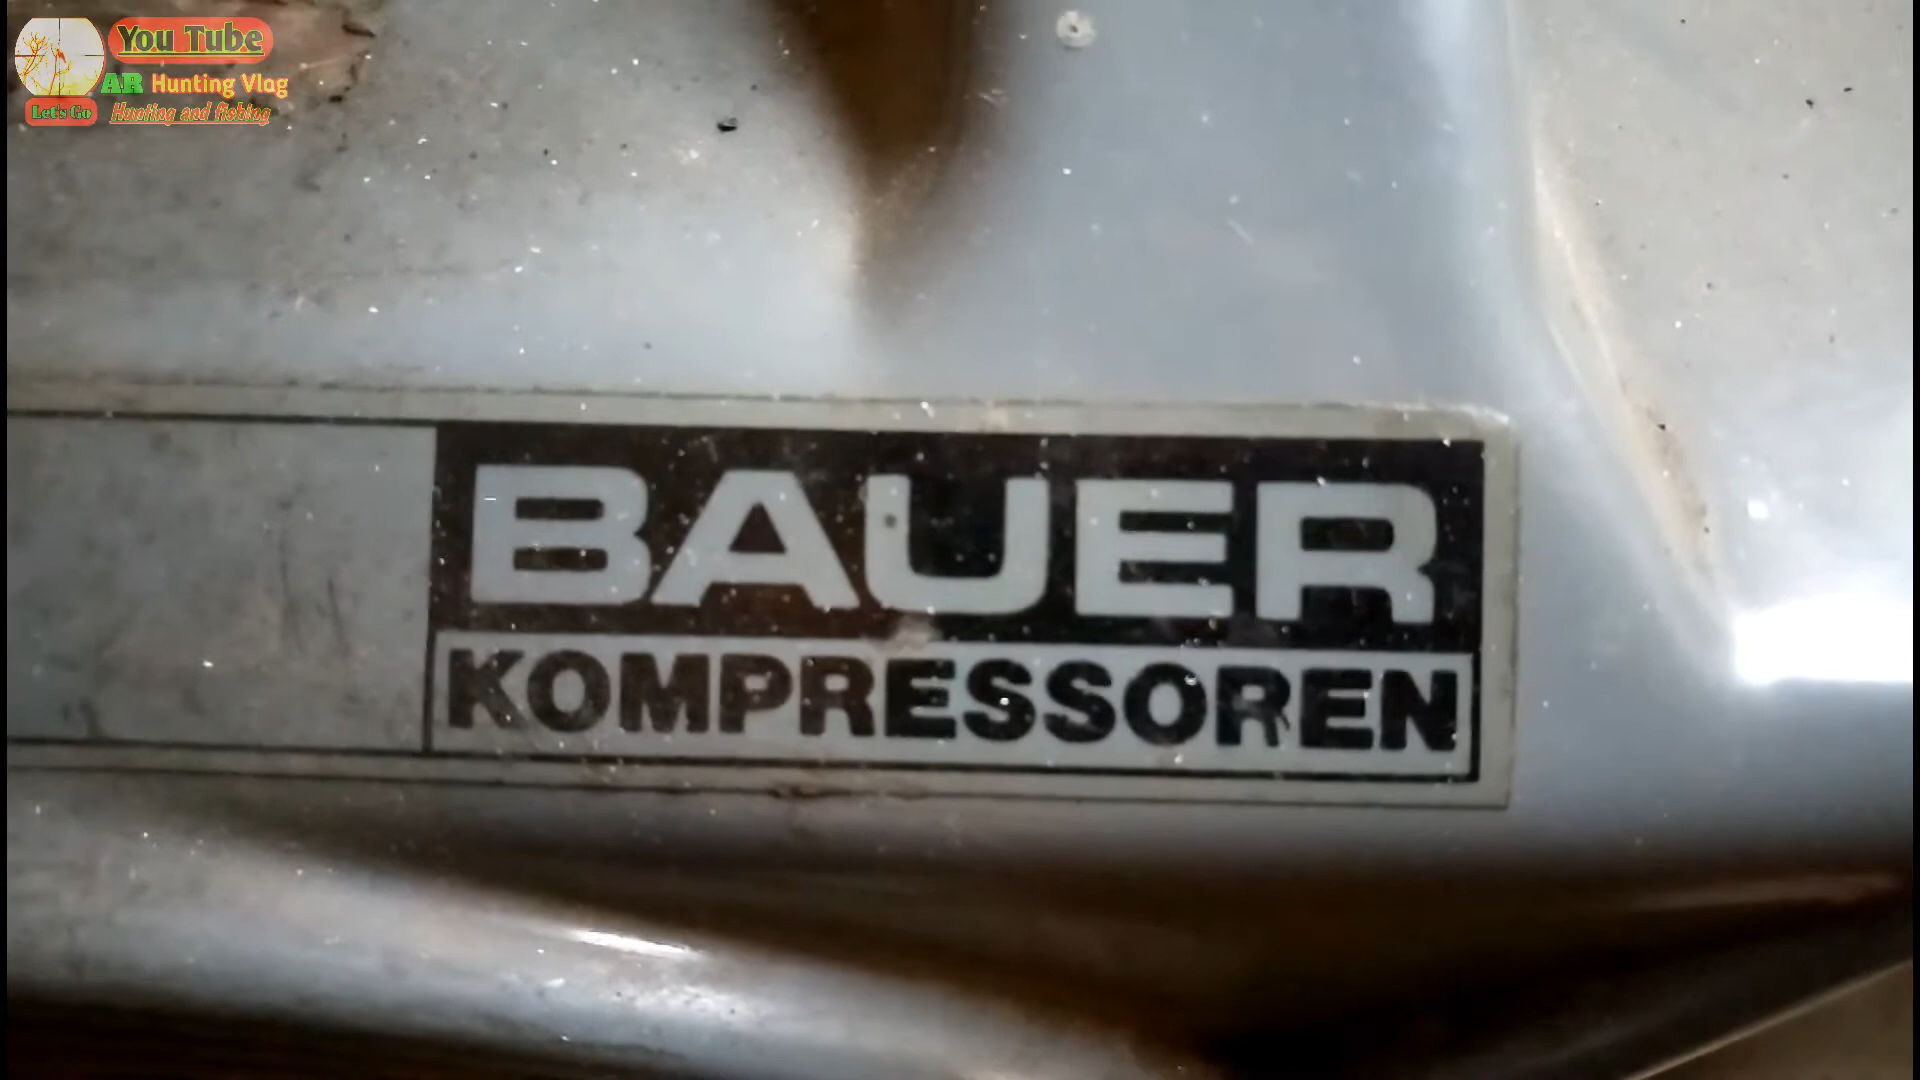 You Tube
AR Hunting Vlog
Let's Go
Hunting and fishing
BAUER
KOMPRESSOREN